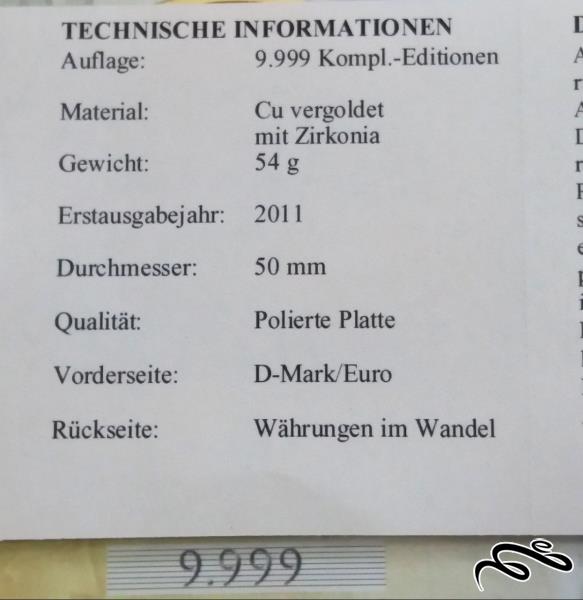 TECHNISCHE INFORMATIONEN
Auflage: 9.999 Kompl.-Editionen
Material: Cu vergoldet
mit Zirkonia
Gewicht: 54 g
Erstausgabejahr: 2011
Durchmesser: 50 mm
Qualität: Polierte Platte
Vorderseite: D-Mark/Euro
Rückseite: Währungen im Wandel
9.999